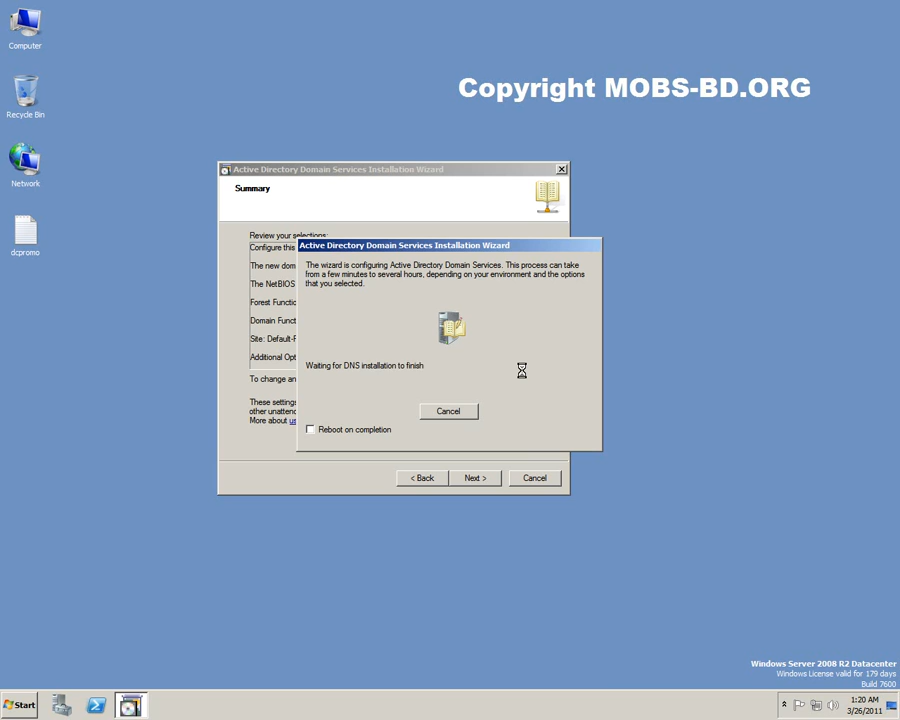 Computer
Recycle Bin
Network
dcpromo
Copyright MOBS-BD.ORG
Active Directory Domain Services Installation Wizard
Summary
Review your selections:
Configure this
The new dom
The NetBIOS
Forest Functio
Domain Funct
Site: Default-F
Additional Opt
To change an
These settings
other unattend
More about us
< Back
Next >
Cancel
Active Directory Domain Services Installation Wizard
The wizard is configuring Active Directory Domain Services. This process can take
from a few minutes to several hours, depending on your environment and the options
that you selected.
Waiting for DNS installation to finish
Cancel
Reboot on completion
Windows Server 2008 R2 Datacenter
Windows License valid for 179 days
Build 7600
Start
1:20 AM
3/26/2011